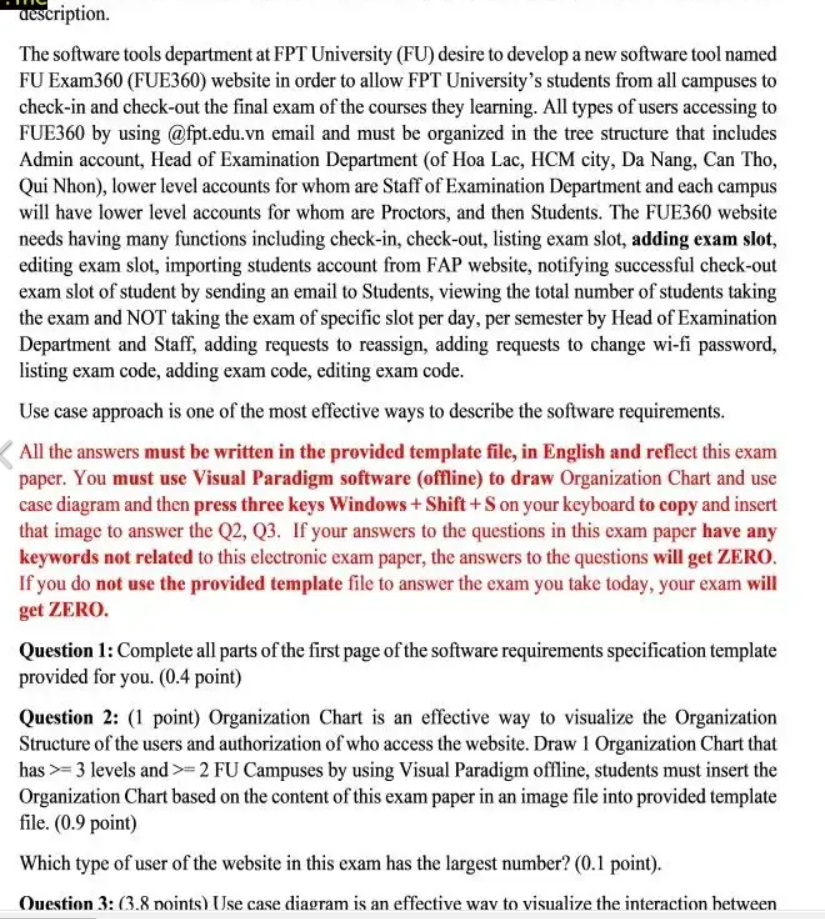 description.
The software tools department at FPT University (FU) desire to develop a new software tool named
FU Exam360 (FUE360) website in order to allow FPT University's students from all campuses to
check-in and check-out the final exam of the courses they learning. All types of users accessing to
FUE360 by using @fpt.edu.vn email and must be organized in the tree structure that includes
Admin account, Head of Examination Department (of Hoa Lac, HCM city, Da Nang, Can Tho,
Qui Nhon), lower level accounts for whom are Staff of Examination Department and each campus
will have lower level accounts for whom are Proctors, and then Students. The FUE360 website
needs having many functions including check-in, check-out, listing exam slot, adding exam slot,
editing exam slot, importing students account from FAP website, notifying successful check-out
exam slot of student by sending an email to Students, viewing the total number of students taking
the exam and NOT taking the exam of specific slot per day, per semester by Head of Examination
Department and Staff, adding requests to reassign, adding requests to change wi-fi password,
listing exam code, adding exam code, editing exam code.
Use case approach is one of the most effective ways to describe the software requirements.
All the answers must be written in the provided template file, in English and reflect this exam
paper. You must use Visual Paradigm software (offline) to draw Organization Chart and use
case diagram and then press three keys Windows + Shift + S on your keyboard to copy and insert
that image to answer the Q2, Q3. If your answers to the questions in this exam paper have any
keywords not related to this electronic exam paper, the answers to the questions will get ZERO.
If you do not use the provided template file to answer the exam you take today, your exam will
get ZERO.
Question 1: Complete all parts of the first page of the software requirements specification template
provided for you. (0.4 point)
Question 2: (1 point) Organization Chart is an effective way to visualize the Organization
Structure of the users and authorization of who access the website. Draw 1 Organization Chart that
has >= 3 levels and >= 2 FU Campuses by using Visual Paradigm offline, students must insert the
Organization Chart based on the content of this exam paper in an image file into provided template
file. (0.9 point)
Which type of user of the website in this exam has the largest number? (0.1 point).
Question 3: (3.8 points) Use case diagram is an effective way to visualize the interaction between